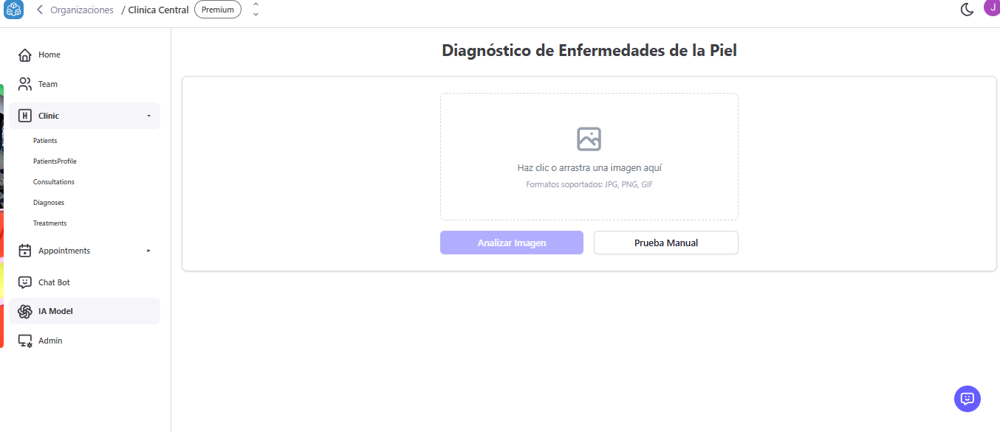 Organizaciones / Clinica Central Premium
J
Home
Team
H Clinic
Patients
PatientsProfile
Consultations
Diagnoses
Treatments
Appointments
Chat Bot
IA Model
Admin
Diagnóstico de Enfermedades de la Piel
Haz clic o arrastra una imagen aquí
Formatos soportados: JPG, PNG, GIF
Analizar Imagen
Prueba Manual